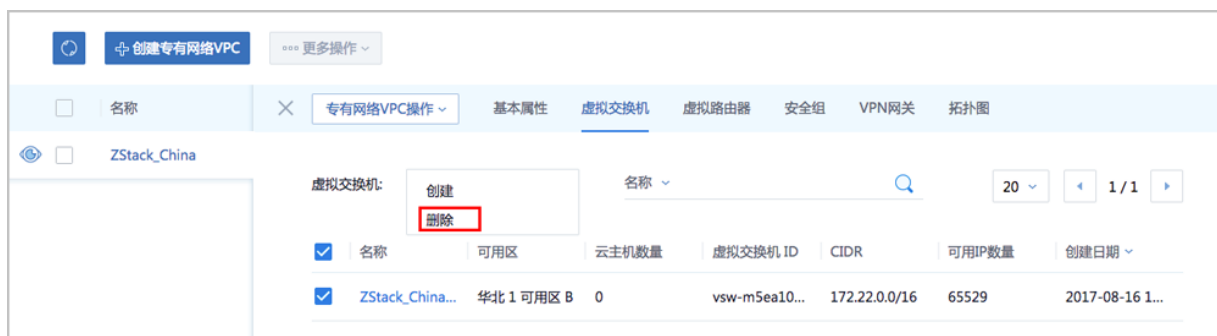 创建专有网络VPC 更多操作
名称 专有网络VPC操作 基本属性 虚拟交换机 虚拟路由器 安全组 VPN网关 拓扑图
ZStack_China
虚拟交换机: 创建 名称 20 1 / 1
删除
名称 可用区 云主机数量 虚拟交换机 ID CIDR 可用IP数量 创建日期
ZStack_China... 华北 1 可用区 B 0 vsw-m5ea10... 172.22.0.0/16 65529 2017-08-16 1...